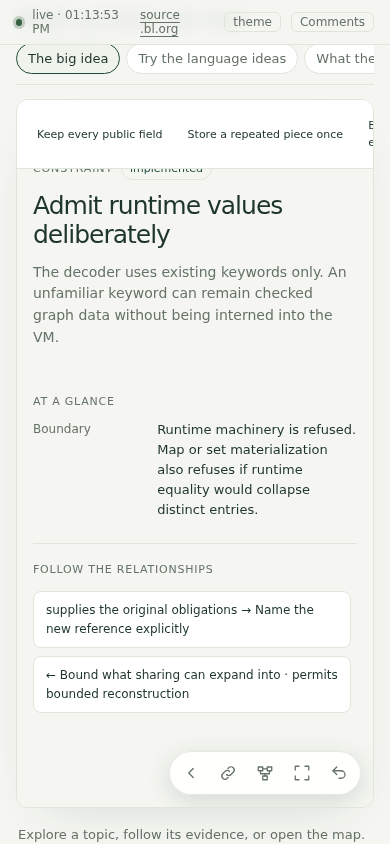 live · 01:13:53 PM
source.bl.org
theme
Comments
The big idea
Try the language ideas
What the
Keep every public field
Store a repeated piece once
CONSTRAINT
implemented
Admit runtime values
deliberately
The decoder uses existing keywords only. An
unfamiliar keyword can remain checked
graph data without being interned into the
VM.
AT A GLANCE
Boundary
Runtime machinery is refused.
Map or set materialization
also refuses if runtime
equality would collapse
distinct entries.
FOLLOW THE RELATIONSHIPS
supplies the original obligations → Name the
new reference explicitly
← Bound what sharing can expand into · permits
bounded reconstruction
Explore a topic, follow its evidence, or open the map.